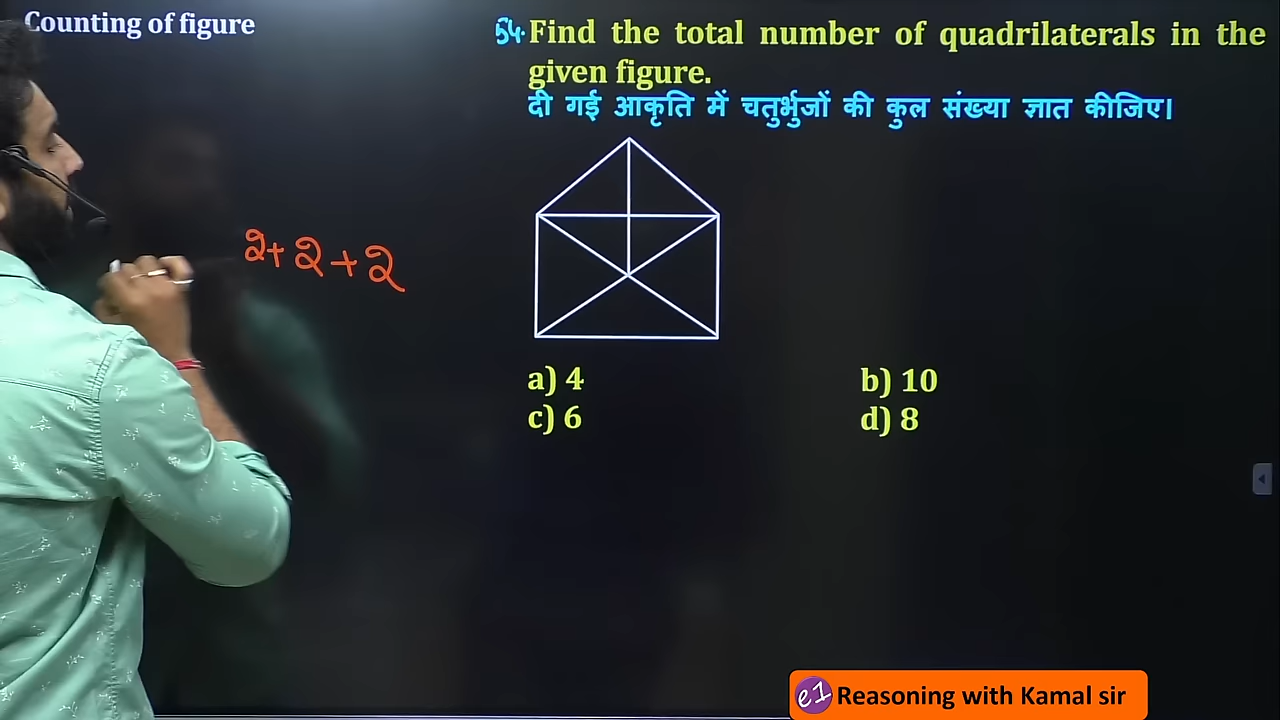 Counting of figure
54. Find the total number of quadrilaterals in the
given figure.
दी गई आकृति में चतुर्भुजों की कुल संख्या ज्ञात कीजिए।
2+2+2
a) 4
b) 10
c) 6
d) 8
e1 Reasoning with Kamal sir